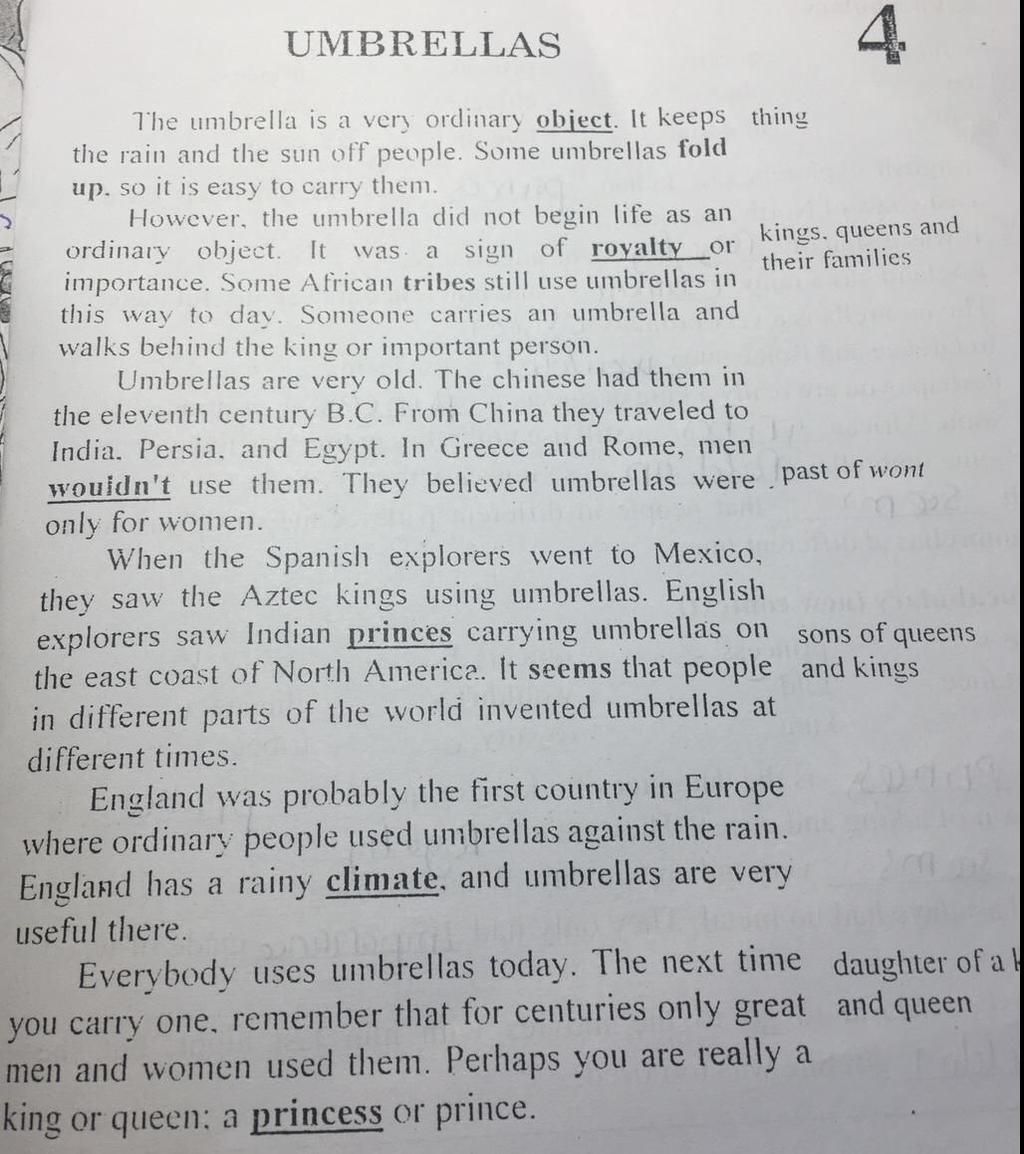 UMBRELLAS
4
The umbrella is a very ordinary object. It keeps thing
the rain and the sun off people. Some umbrellas fold
up, so it is easy to carry them.
However, the umbrella did not begin life as an
ordinary object. It was a sign of royalty or
kings, queens and
their families
importance. Some African tribes still use umbrellas in
this way to day. Someone carries an umbrella and
walks behind the king or important person.
Umbrellas are very old. The chinese had them in
the eleventh century B.C. From China they traveled to
India, Persia, and Egypt. In Greece and Rome, men
wouldn't use them. They believed umbrellas were
past of wont
only for women.
When the Spanish explorers went to Mexico,
they saw the Aztec kings using umbrellas. English
explorers saw Indian princes carrying umbrellas on
sons of queens
the east coast of North America. It seems that people
and kings
in different parts of the world invented umbrellas at
different times.
England was probably the first country in Europe
where ordinary people used umbrellas against the rain.
England has a rainy climate, and umbrellas are very
useful there.
Everybody uses umbrellas today. The next time
daughter of a
you carry one, remember that for centuries only great
and queen
men and women used them. Perhaps you are really a
king or queen: a princess or prince.